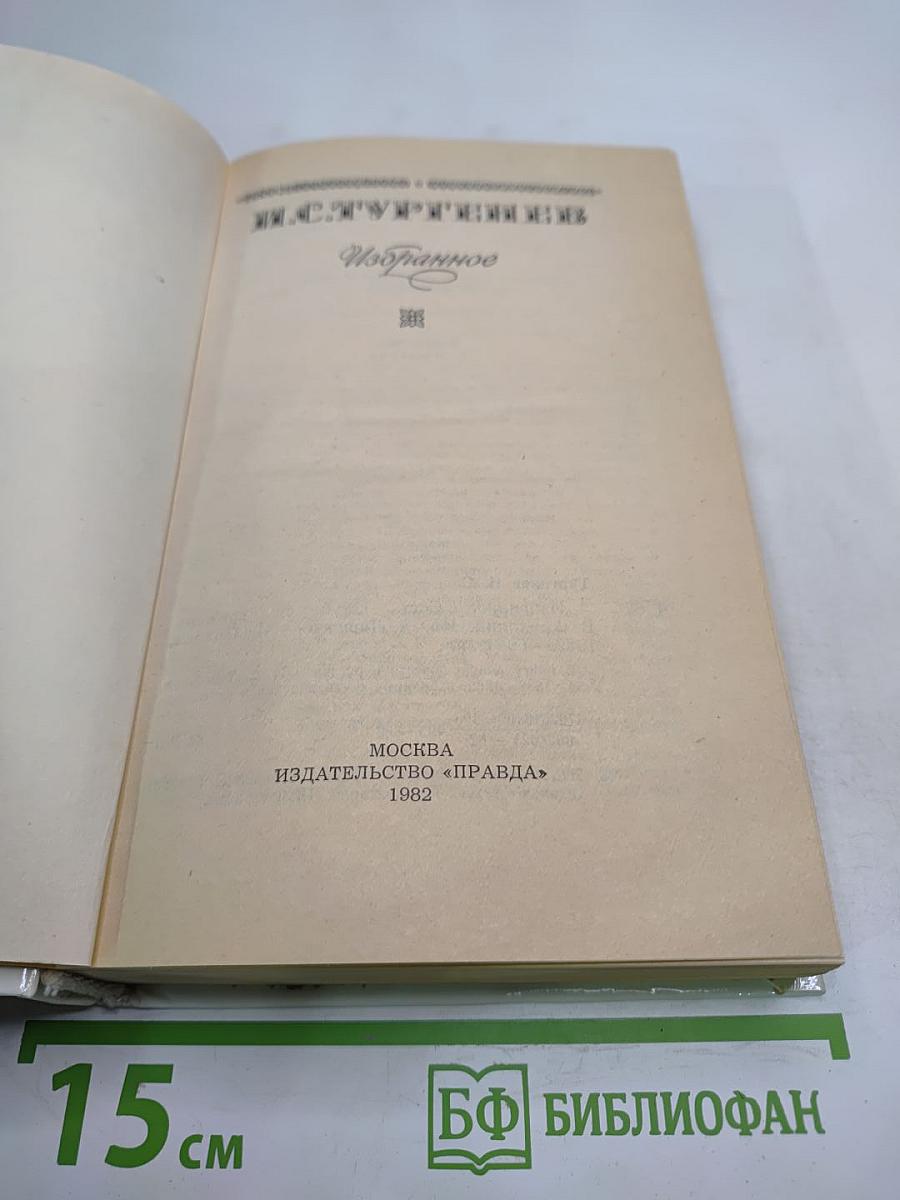 И.С.ТУРГЕНЕВ
Избранное
МОСКВА
ИЗДАТЕЛЬСТВО «ПРАВДА»
1982
15 см
БФ БИБЛИОФАН